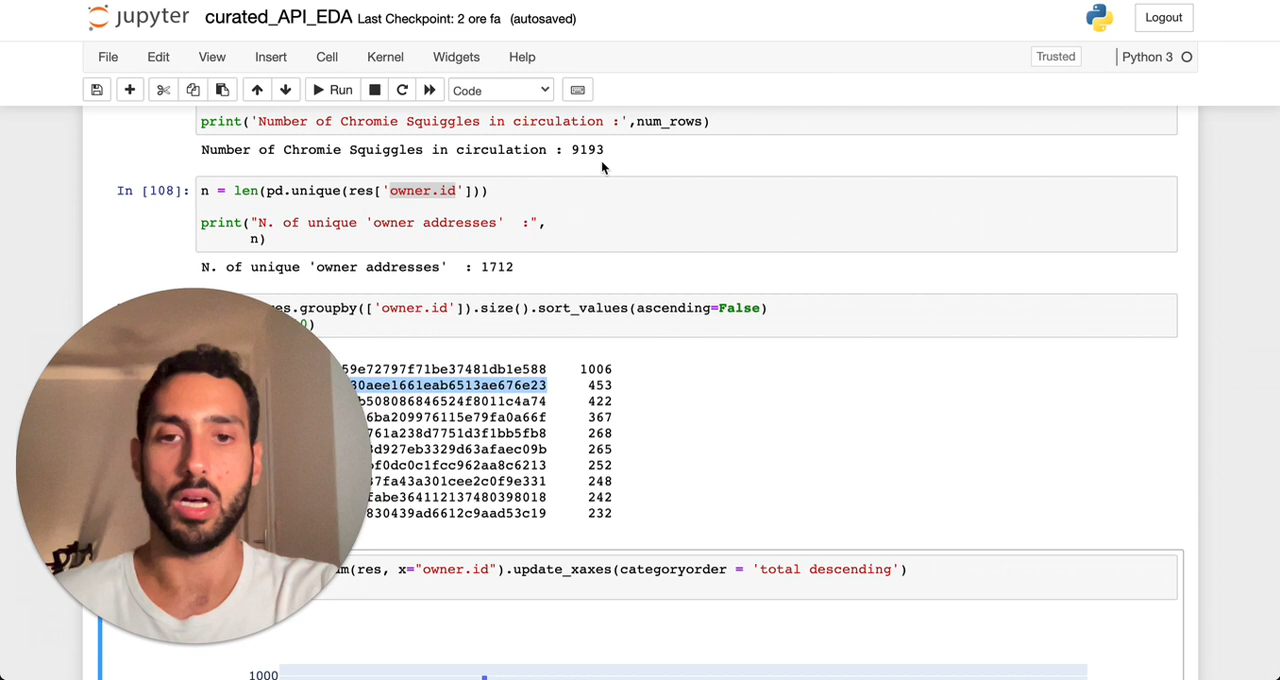 jupyter curated_API_EDA Last Checkpoint: 2 ore fa (autosaved)
Logout
File Edit View Insert Cell Kernel Widgets Help
Trusted
Python 3
Run
Code
print('Number of Chromie Squiggles in circulation :',num_rows)
Number of Chromie Squiggles in circulation : 9193
In [108]: n = len(pd.unique(res['owner.id']))
print("N. of unique 'owner addresses'  :",
n)
N. of unique 'owner addresses'  : 1712
es.groupby(['owner.id']).size().sort_values(ascending=False)
0)
59e72797f71be37481db1e588 1006
30aee1661eab6513ae676e23 453
b508086846524f8011c4a74 422
6ba209976115e79fa0a66f 367
761a238d7751d3f1bb5fb8 268
d927eb3329d63afaec09b 265
f0dc0c1fcc962aa8c6213 252
37fa43a301cee2c0f9e331 248
fabe364112137480398018 242
830439ad6612c9aad53c19 232
m(res, x="owner.id").update_xaxes(categoryorder = 'total descending')
1000